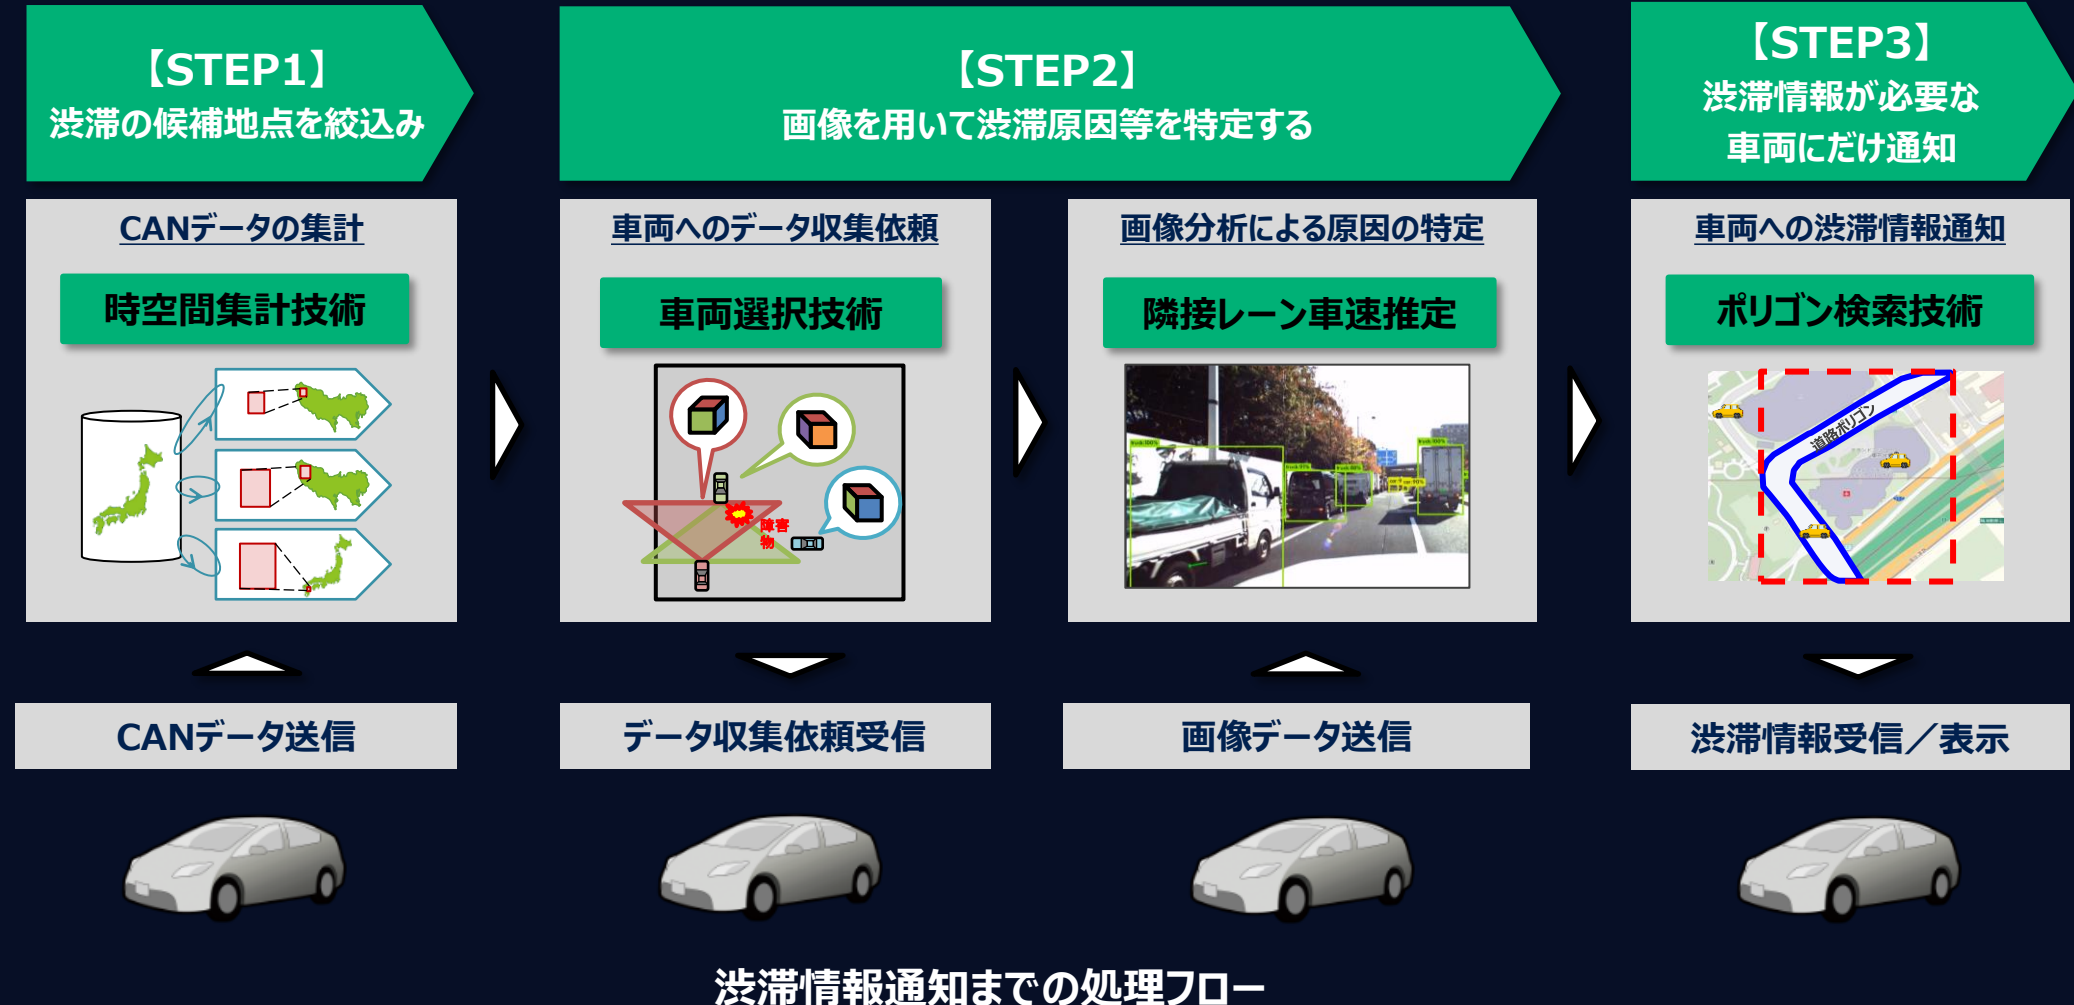 【STEP1】
渋滞の候補地点を絞込み
【STEP2】
画像を用いて渋滞原因等を特定する
【STEP3】
渋滞情報が必要な
車両にだけ通知
CANデータの集計
時空間集計技術
車両へのデータ収集依頼
車両選択技術
障害
物
画像分析による原因の特定
隣接レーン車速推定
車両への渋滞情報通知
ポリゴン検索技術
道路ポリゴン
CANデータ送信
データ収集依頼受信
画像データ送信
渋滞情報受信／表示
渋滞情報通知までの処理フロー